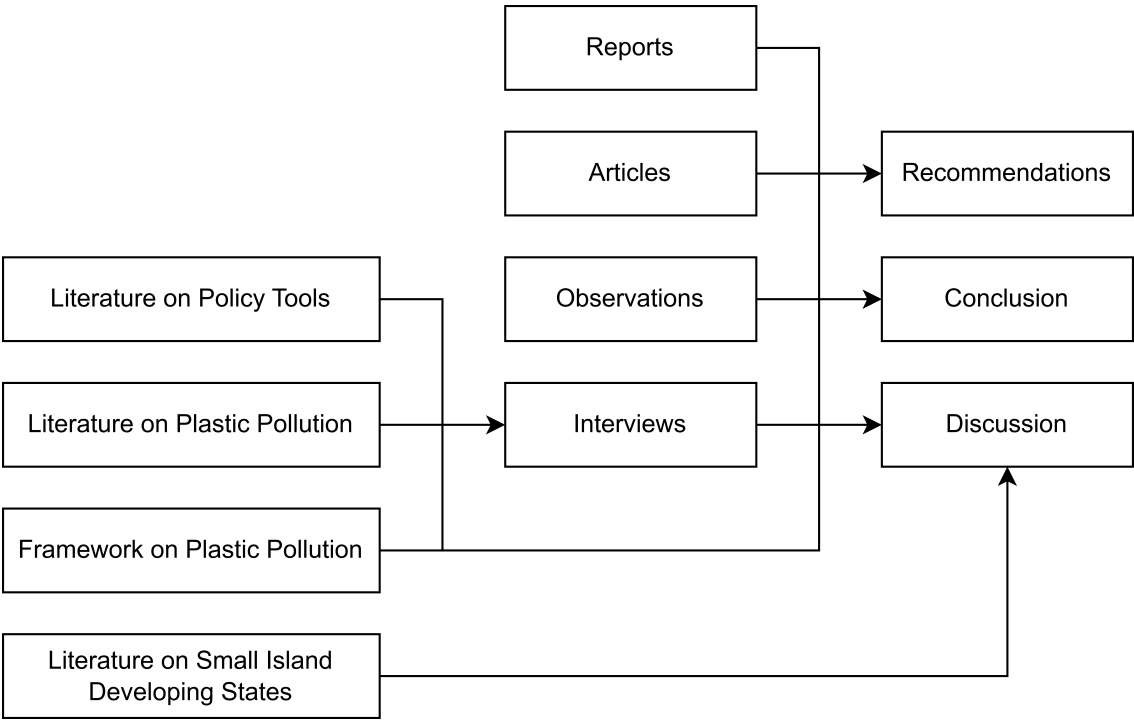 Reports
Articles
Recommendations
Literature on Policy Tools
Observations
Conclusion
Literature on Plastic Pollution
Interviews
Discussion
Framework on Plastic Pollution
Literature on Small Island
Developing States